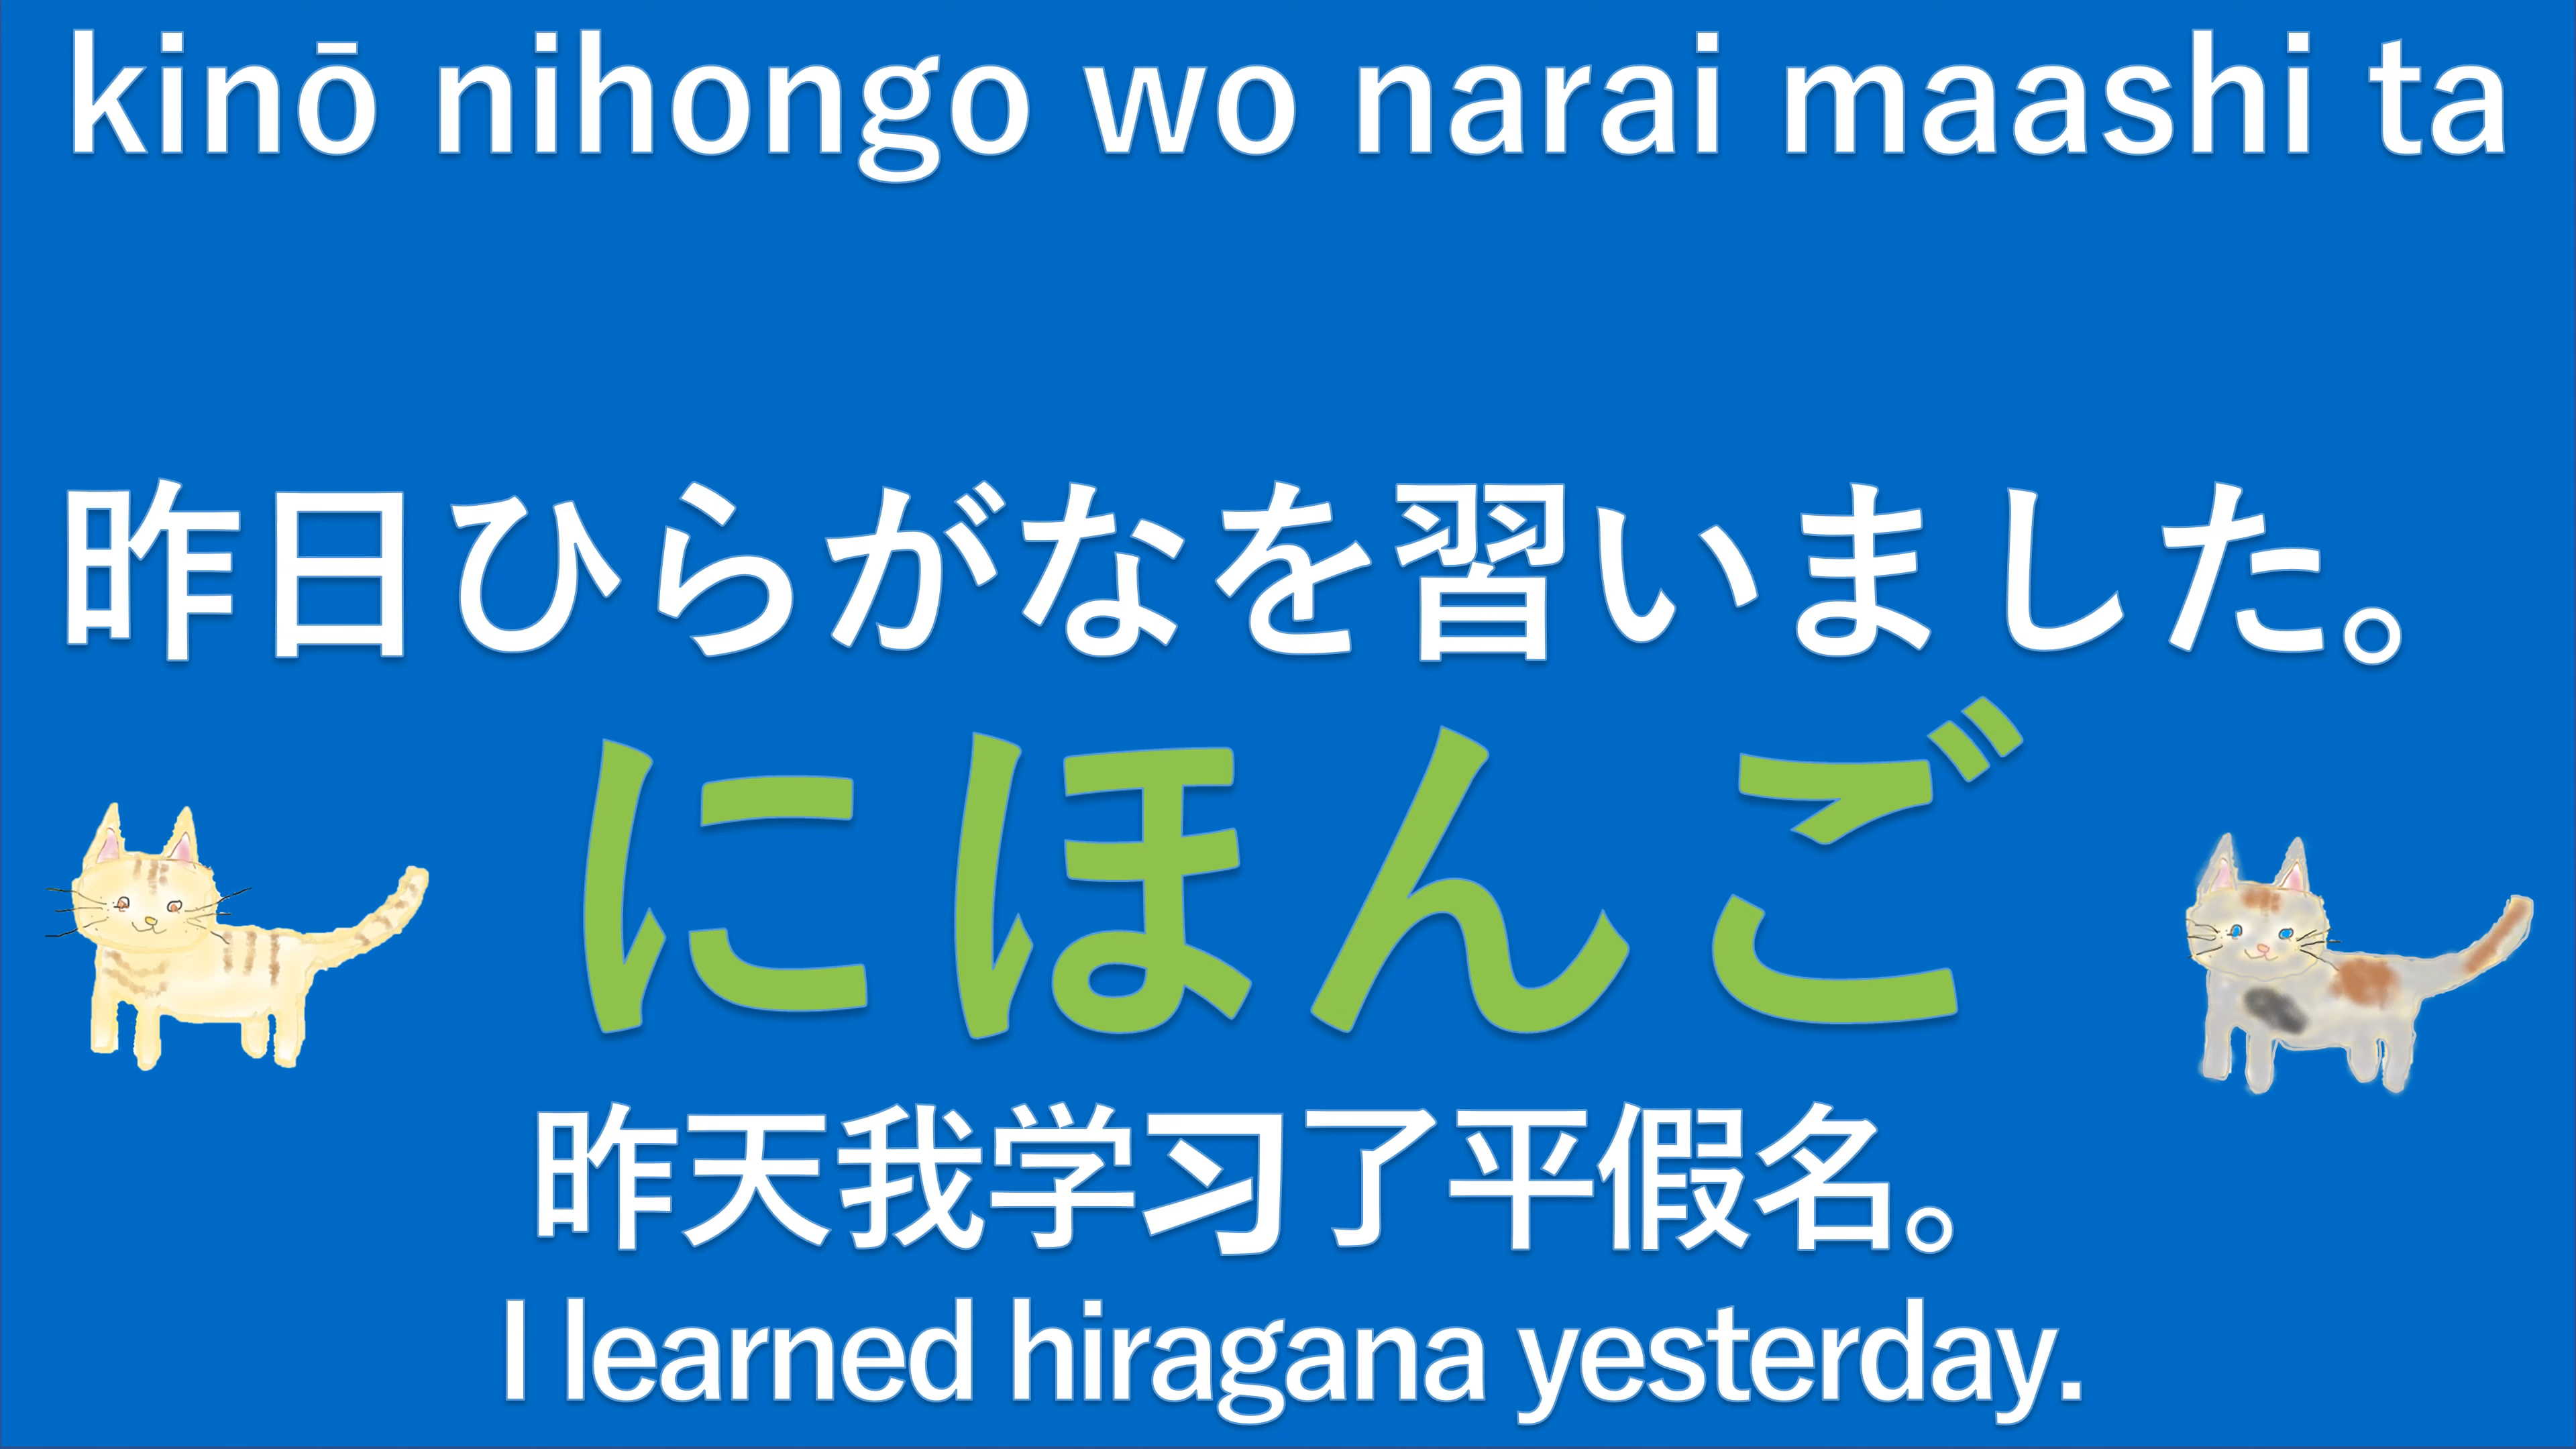 kinō nihongo wo narai maashi ta
昨日ひらがなを習いました。
にほんご
昨天我学习了平假名。
I learned hiragana yesterday.